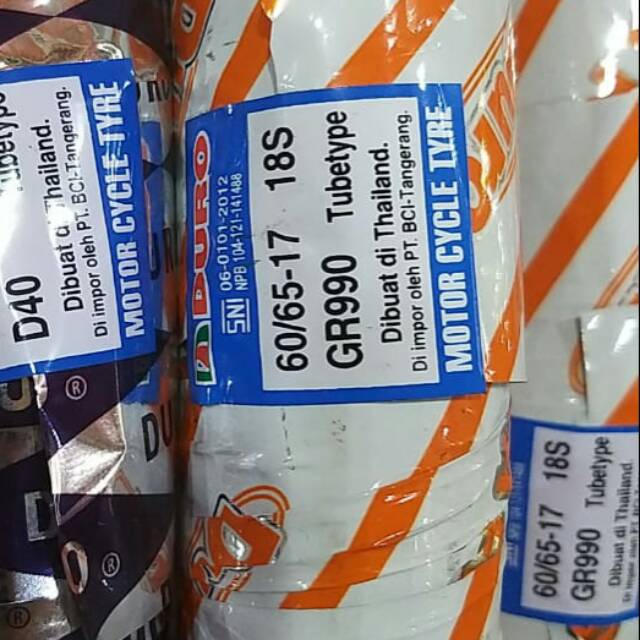 Tubetype
D40
Dibuat di Thailand.
Di impor oleh PT. BCI-Tangerang.
MOTOR CYCLE TYRE
DURO
SNI 06-0101-2012
NPB 104-121-141488
60/65-17 18S
GR990 Tubetype
Dibuat di Thailand.
Di impor oleh PT. BCI-Tangerang.
MOTOR CYCLE TYRE
60/65-17 18S
GR990 Tubetype
Dibuat di Thailand.